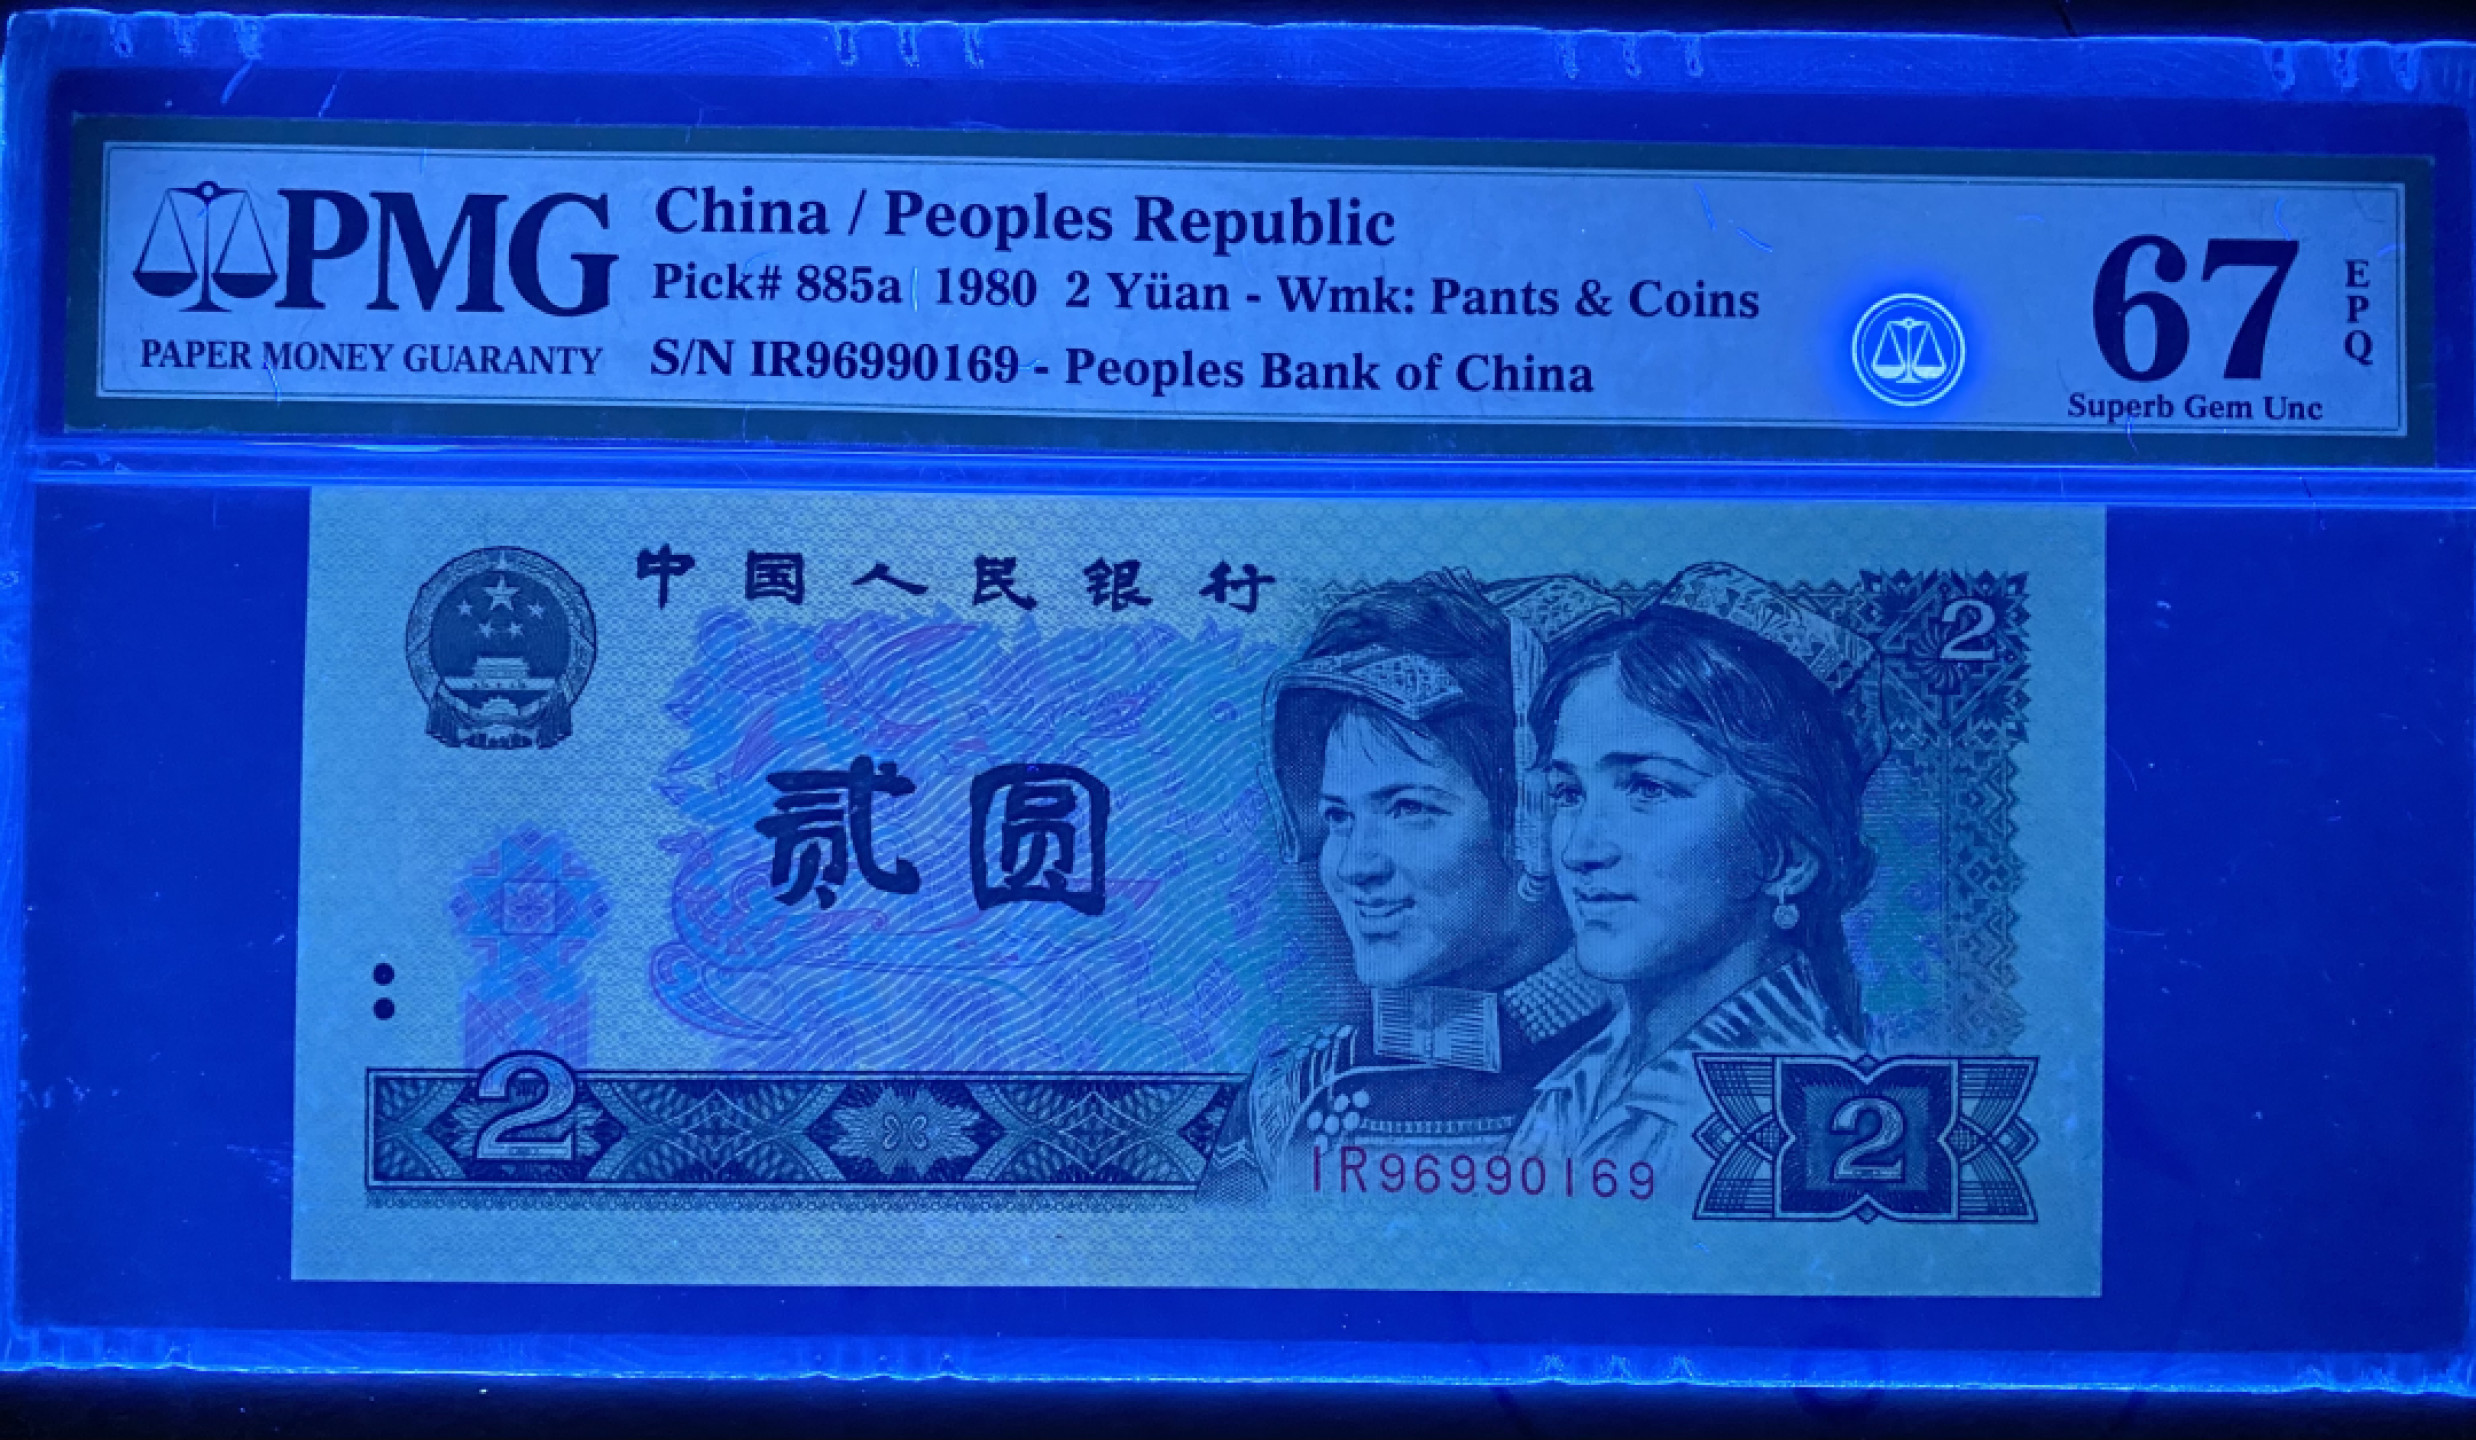 PMG
PAPER MONEY GUARANTY
China / Peoples Republic
Pick# 885a 1980 2 Yüan - Wmk: Pants & Coins
S/N IR96990169 - Peoples Bank of China
67
EPQ
Superb Gem Unc
中国人民银行
2
贰圆
2
IR96990169
2